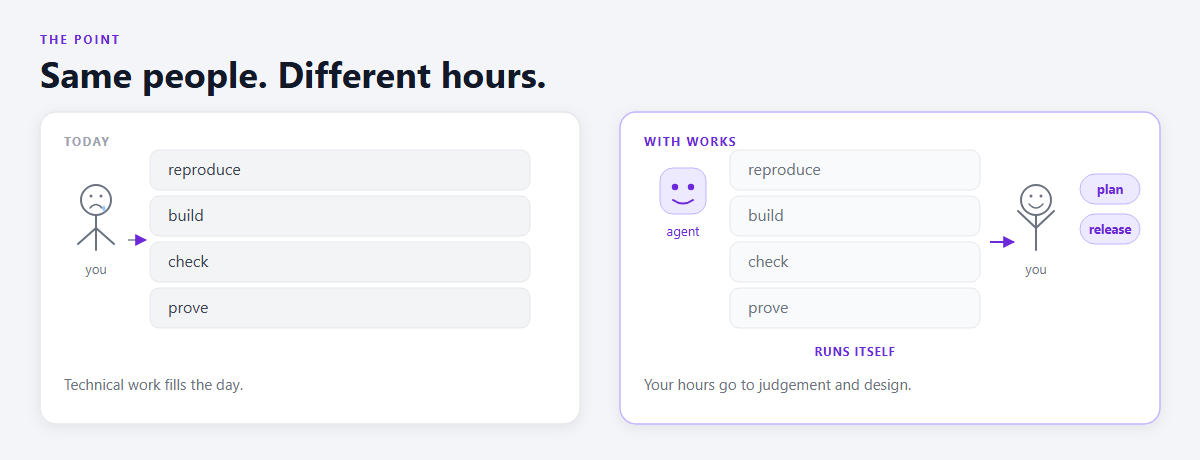 THE POINT
Same people. Different hours.
TODAY
you
reproduce
build
check
prove
Technical work fills the day.
WITH WORKS
agent
reproduce
build
check
prove
RUNS ITSELF
you
plan
release
Your hours go to judgement and design.